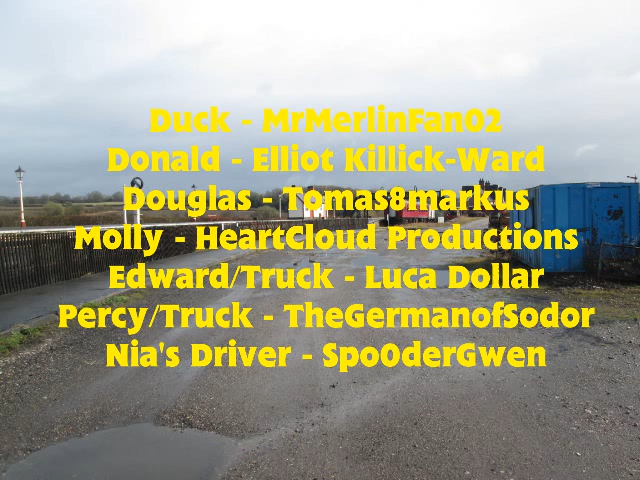 Duck - MrMerlinFan02
Donald - Elliot Killick-Ward
Douglas - Tomas8markus
Molly - HeartCloud Productions
Edward/Truck - Luca Dollar
Percy/Truck - TheGermanofSodor
Nia's Driver - Spo0derGwen